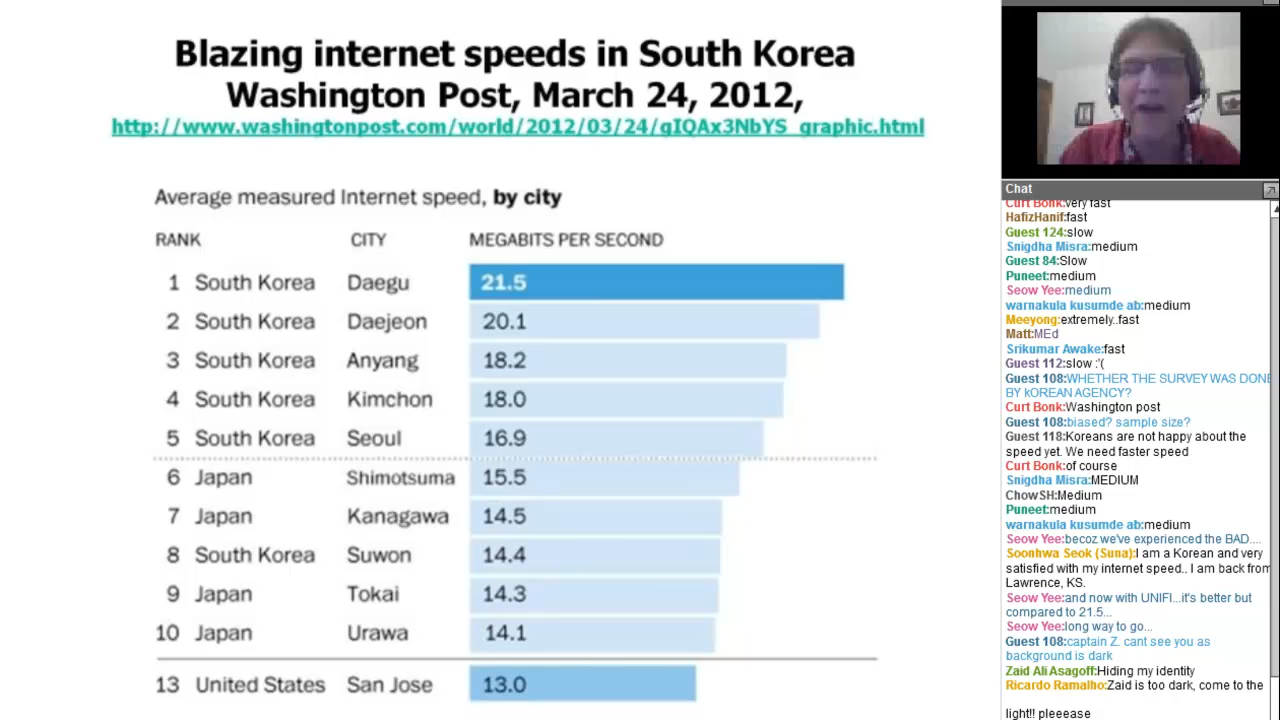 Blazing internet speeds in South Korea
Washington Post, March 24, 2012,
http://www.washingtonpost.com/world/2012/03/24/gIQAx3NbYS_graphic.html
Average measured Internet speed, by city
RANK CITY MEGABITS PER SECOND
1 South Korea Daegu 21.5
2 South Korea Daejeon 20.1
3 South Korea Anyang 18.2
4 South Korea Kimchon 18.0
5 South Korea Seoul 16.9
6 Japan Shimotsuma 15.5
7 Japan Kanagawa 14.5
8 South Korea Suwon 14.4
9 Japan Tokai 14.3
10 Japan Urawa 14.1
13 United States San Jose 13.0
Chat
Curt Bonk:very fast
HafizHanif:fast
Guest 124:slow
Snigdha Misra:medium
Guest 84:Slow
Puneet:medium
Seow Yee:medium
warnakula kusumde ab:medium
Meeyong:extremely..fast
Matt:MEd
Srikumar Awake:fast
Guest 112:slow :'(
Guest 108:WHETHER THE SURVEY WAS DONE
BY kOREAN AGENCY?
Curt Bonk:Washington post
Guest 108:biased? sample size?
Guest 118:Koreans are not happy about the
speed yet. We need faster speed
Curt Bonk:of course
Snigdha Misra:MEDIUM
ChowSH:Medium
Puneet:medium
warnakula kusumde ab:medium
Seow Yee:becoz we've experienced the BAD....
Soonhwa Seok (Suna):I am a Korean and very
satisfied with my internet speed.. I am back from
Lawrence, KS.
Seow Yee:and now with UNIFI...it's better but
compared to 21.5...
Seow Yee:long way to go...
Guest 108:captain Z. cant see you as
background is dark
Zaid Ali Asagoff:Hiding my identity
Ricardo Ramalho:Zaid is too dark, come to the
light!! pleeease